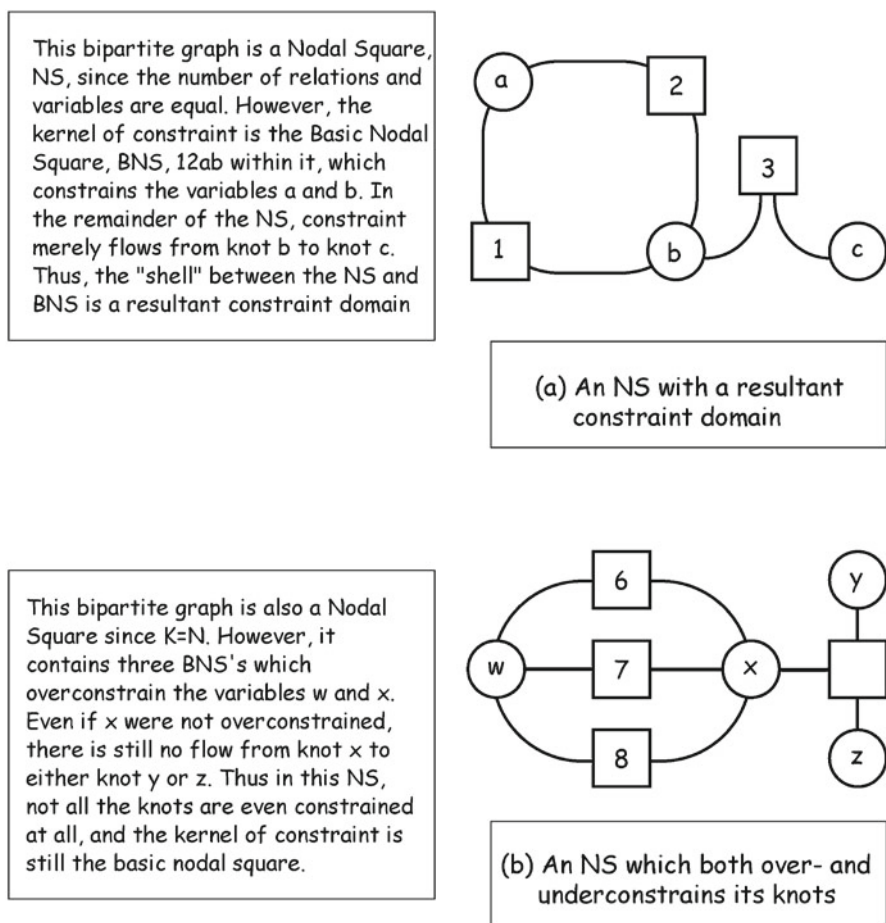 This bipartite graph is a Nodal Square,
NS, since the number of relations and
variables are equal. However, the
kernel of constraint is the Basic Nodal
Square, BNS, 12ab within it, which
constrains the variables a and b. In
the remainder of the NS, constraint
merely flows from knot b to knot c.
Thus, the "shell" between the NS and
BNS is a resultant constraint domain
a
2
3
1
b
c
(a) An NS with a resultant
constraint domain
This bipartite graph is also a Nodal
Square since K=N. However, it
contains three BNS's which
overconstrain the variables w and x.
Even if x were not overconstrained,
there is still no flow from knot x to
either knot y or z. Thus in this NS,
not all the knots are even constrained
at all, and the kernel of constraint is
still the basic nodal square.
6
y
w
7
x
8
z
(b) An NS which both over- and
underconstrains its knots